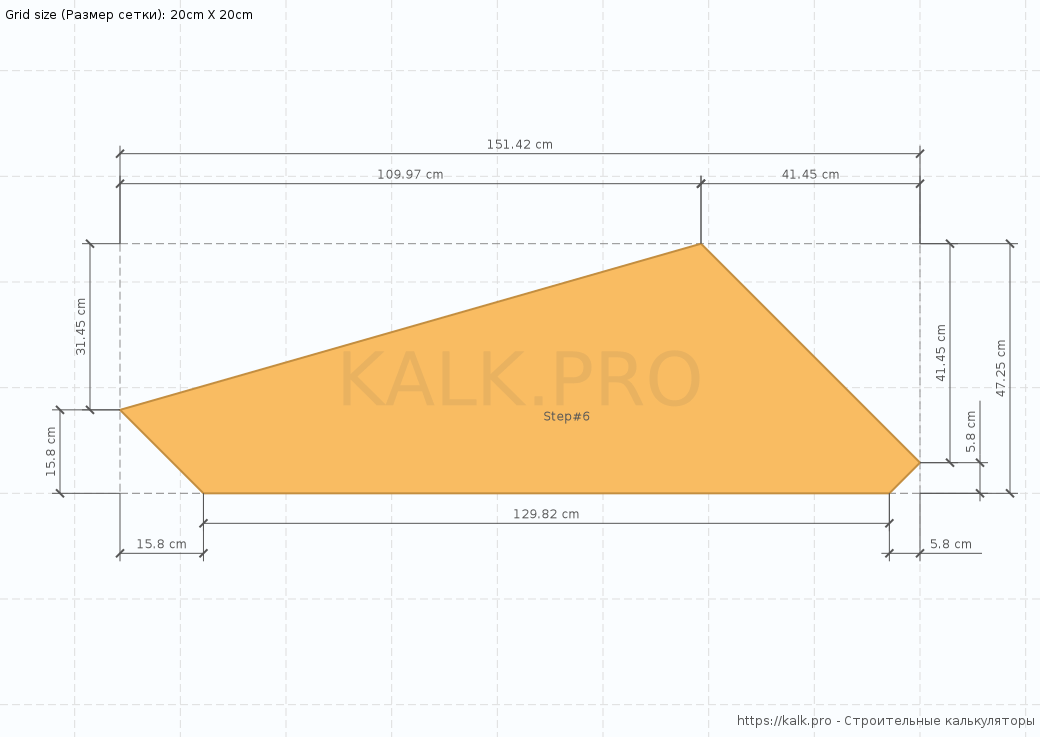 Grid size (Размер сетки): 20cm X 20cm
151.42 cm
109.97 cm
41.45 cm
31.45 cm
41.45 cm
47.25 cm
KALK.PRO
Step#6
15.8 cm
5.8 cm
129.82 cm
15.8 cm
5.8 cm
https://kalk.pro - Строительные калькуляторы